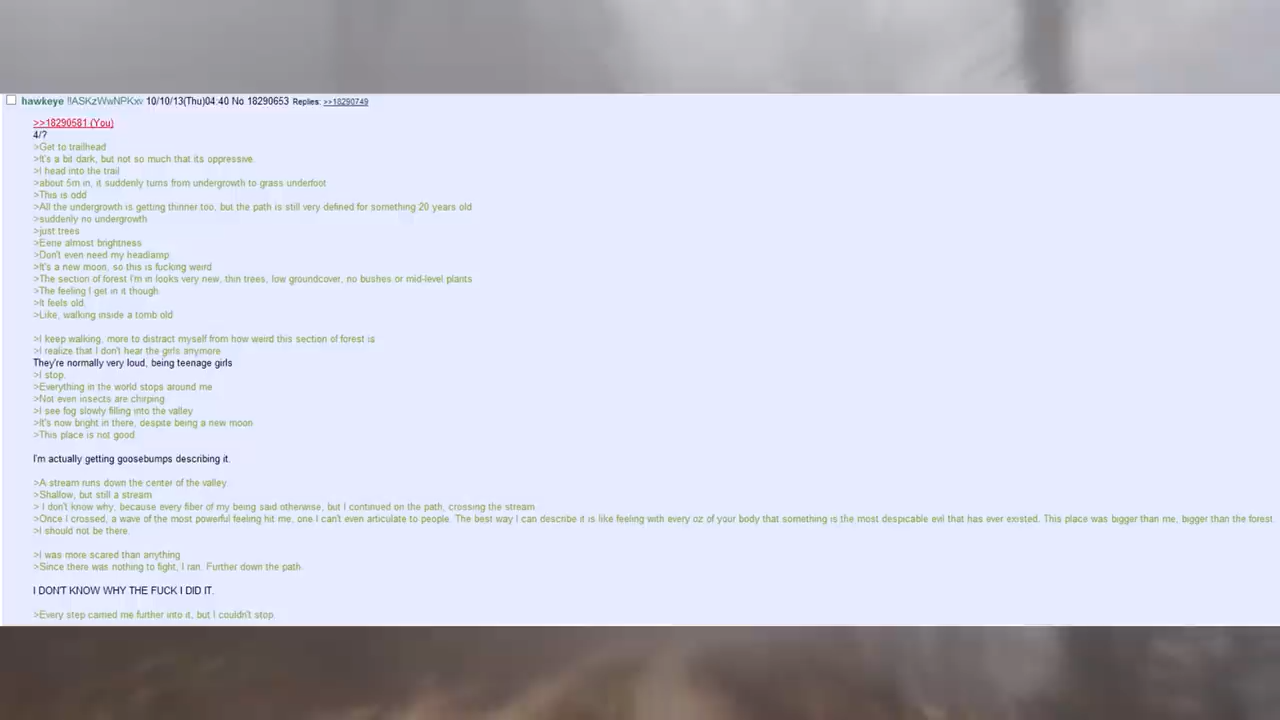 hawkeye !!ASKzWwNPKxv 10/10/13(Thu)04:40 No 18290653 Replies: >>18290749
>>18290581 (You)
4/?
>Get to trailhead
>It's a bit dark, but not so much that its oppressive.
>I head into the trail
>about 5m in, it suddenly turns from undergrowth to grass underfoot
>This is odd
>All the undergrowth is getting thinner too, but the path is still very defined for something 20 years old
>suddenly no undergrowth
>just trees
>Eerie almost brightness
>Don't even need my headlamp
>It's a new moon, so this is fucking weird
>The section of forest I'm in looks very new, thin trees, low groundcover, no bushes or mid-level plants
>The feeling I get in it though.
>It feels old.
>Like, walking inside a tomb old
>I keep walking, more to distract myself from how weird this section of forest is
>I realize that I don't hear the girls anymore
They're normally very loud, being teenage girls
>I stop.
>Everything in the world stops around me
>Not even insects are chirping
>I see fog slowly filling into the valley
>It's now bright in there, despite being a new moon
>This place is not good
I'm actually getting goosebumps describing it.
>A stream runs down the center of the valley
>Shallow, but still a stream
> I don't know why, because every fiber of my being said otherwise, but I continued on the path, crossing the stream
>Once I crossed, a wave of the most powerful feeling hit me, one I can't even articulate to people. The best way I can describe it is like feeling with every oz of your body that something is the most despicable evil that has ever existed. This place was bigger than me, bigger than the forest.
>I should not be there.
>I was more scared than anything
>Since there was nothing to fight, I ran. Further down the path.
I DON'T KNOW WHY THE FUCK I DID IT.
>Every step carried me further into it, but I couldn't stop.